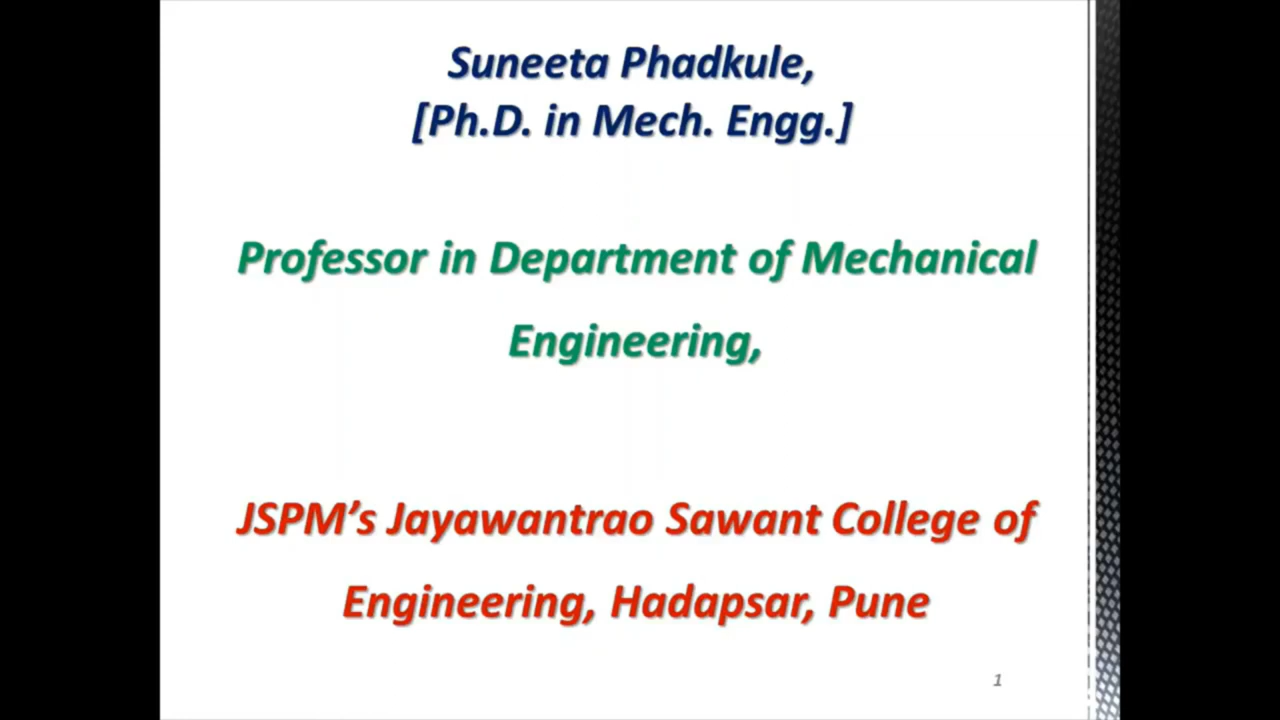 Suneeta Phadkule,
[Ph.D. in Mech. Engg.]
Professor in Department of Mechanical
Engineering,
JSPM’s Jayawantrao Sawant College of
Engineering, Hadapsar, Pune
1